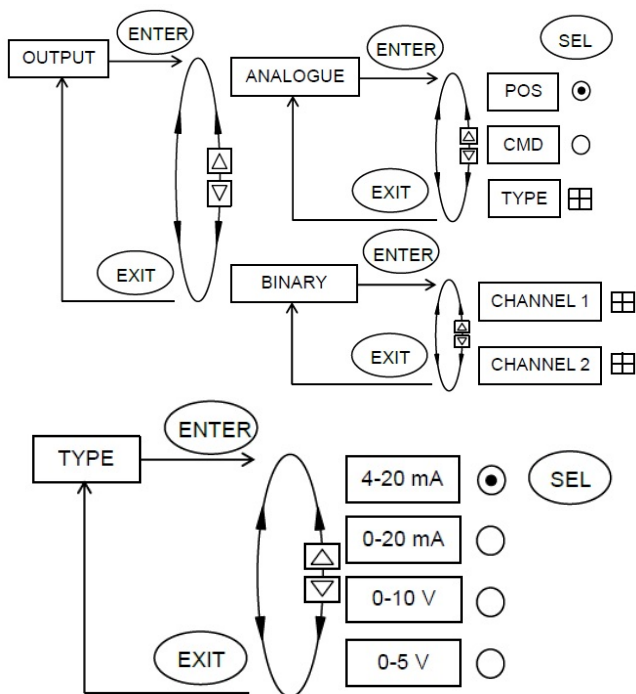 OUTPUT
ENTER
EXIT
ANALOGUE
ENTER
EXIT
SEL
POS
CMD
TYPE
BINARY
ENTER
EXIT
CHANNEL 1
CHANNEL 2
TYPE
ENTER
EXIT
4-20 mA
SEL
0-20 mA
0-10 V
0-5 V